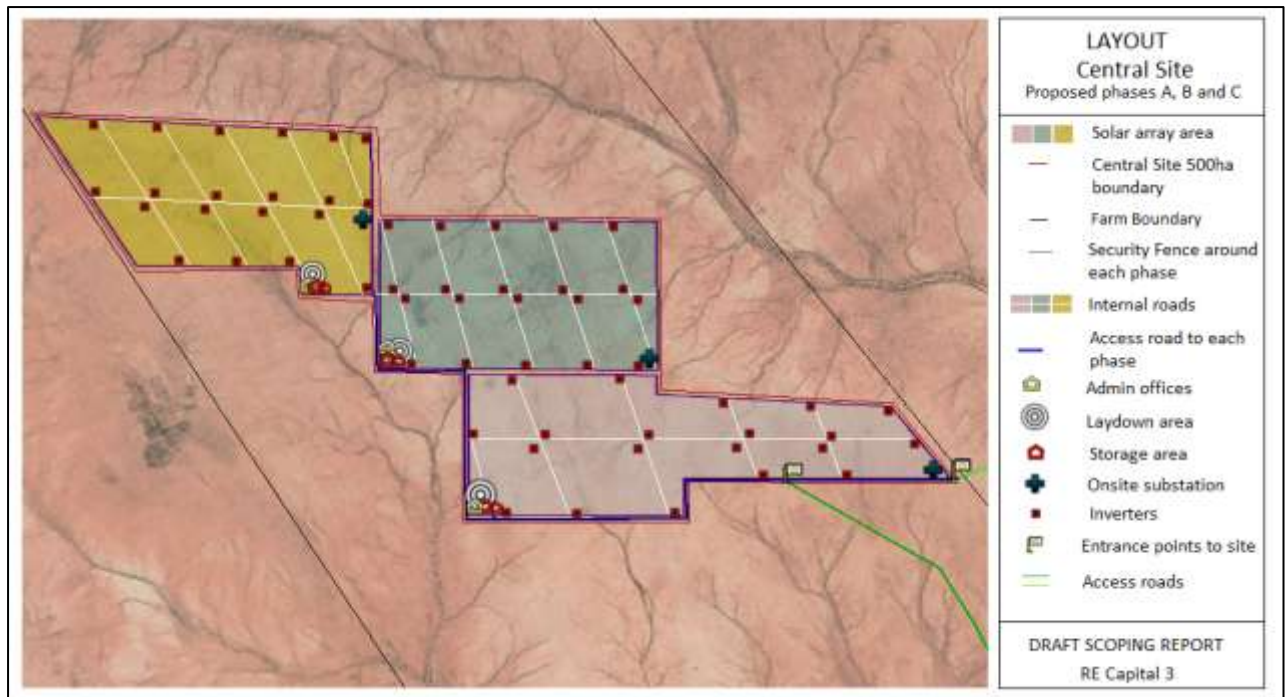 LAYOUT
Central Site
Proposed phases A, B and C
Solar array area
Central Site 500ha
boundary
Farm Boundary
Security Fence around
each phase
Internal roads
Access road to each
phase
Admin offices
Laydown area
Storage area
Onsite substation
Inverters
Entrance points to site
Access roads
DRAFT SCOPING REPORT
RE Capital 3